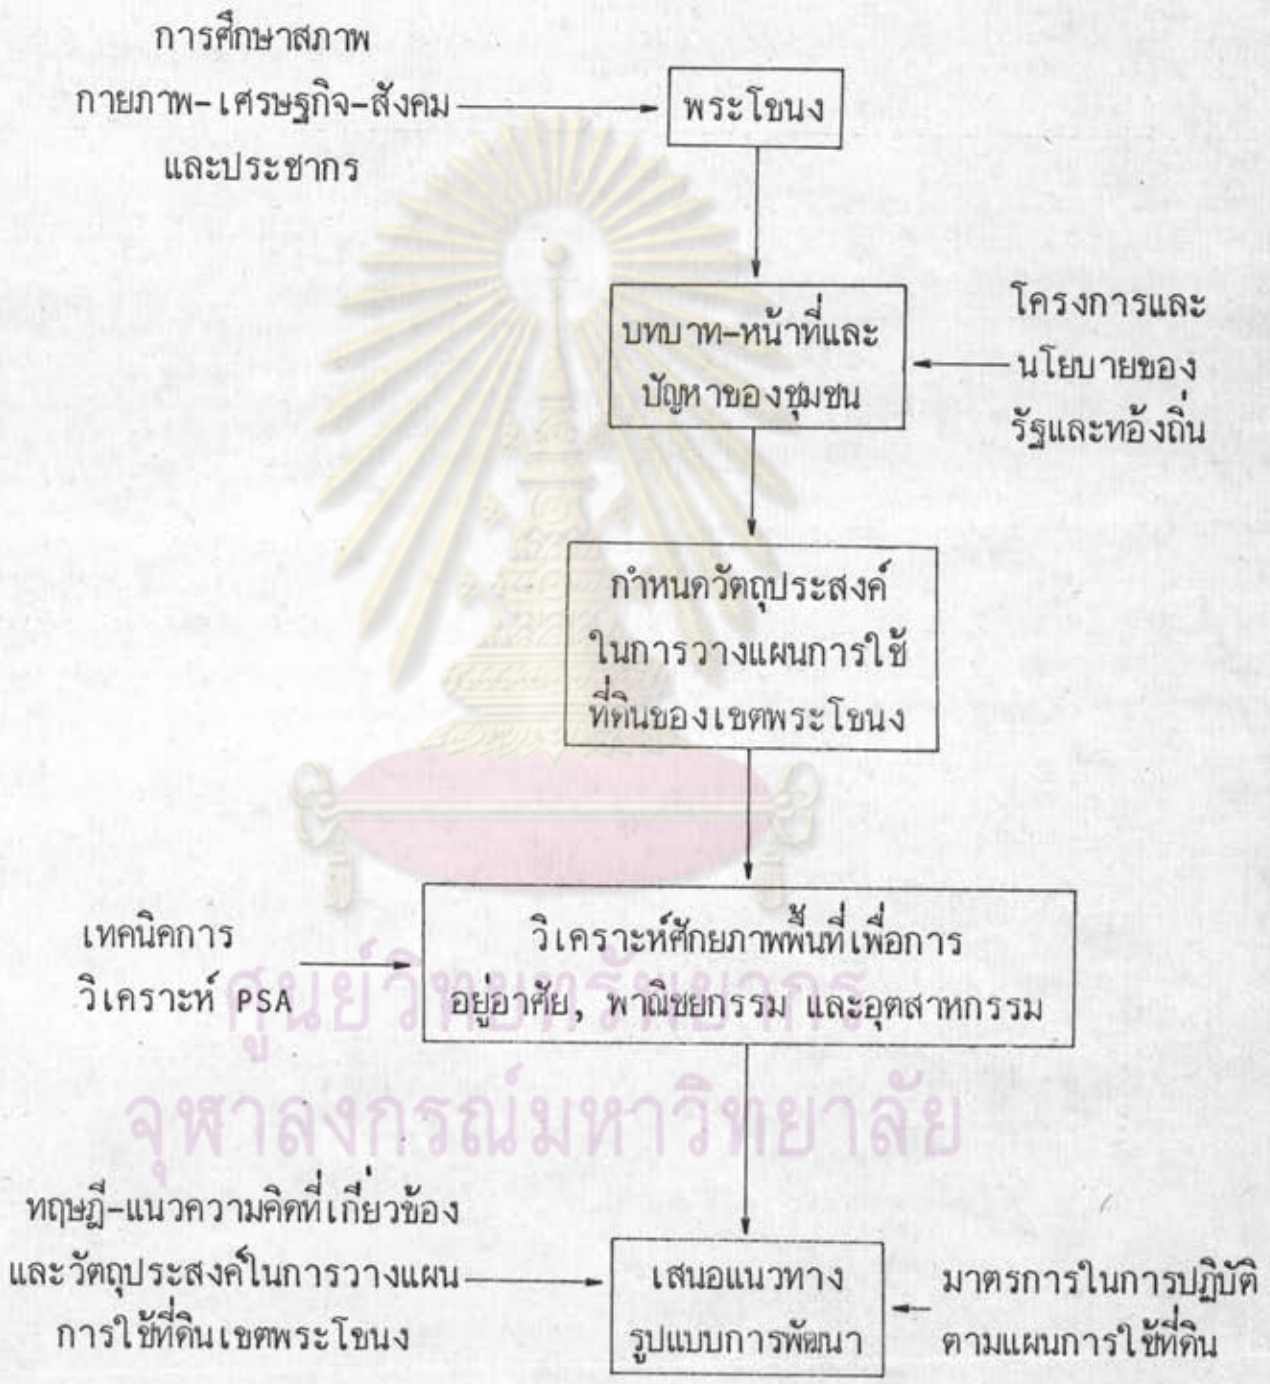 การศึกษาสภาพ
กายภาพ-เศรษฐกิจ-สังคม
และประชากร
พระโขนง
บทบาท-หน้าที่และ
ปัญหาของชุมชน
โครงการและ
นโยบายของ
รัฐและทอ้งถิ่น
กำหนดวัตถุประสงค์
ในการวางแผนการใช้
ที่ดินของเขตพระโขนง
เทคนิคการ
วิเคราะห์ PSA
วิเคราะห์ศักยภาพพื้นที่เพื่อการ
อยู่อาศัย, พาณิชยกรรม และอุตสาหกรรม
ศูนย์วิทยทรัพยากร
จุฬาลงกรณ์มหาวิทยาลัย
ทฤษฎี-แนวความคิดที่เกี่ยวข้อง
และวัตถุประสงค์ในการวางแผน
การใช้ที่ดินเขตพระโขนง
เสนอแนวทาง
รูปแบบการพัฒนา
มาตรการในการปฏิบัติ
ตามแผนการใช้ที่ดิน